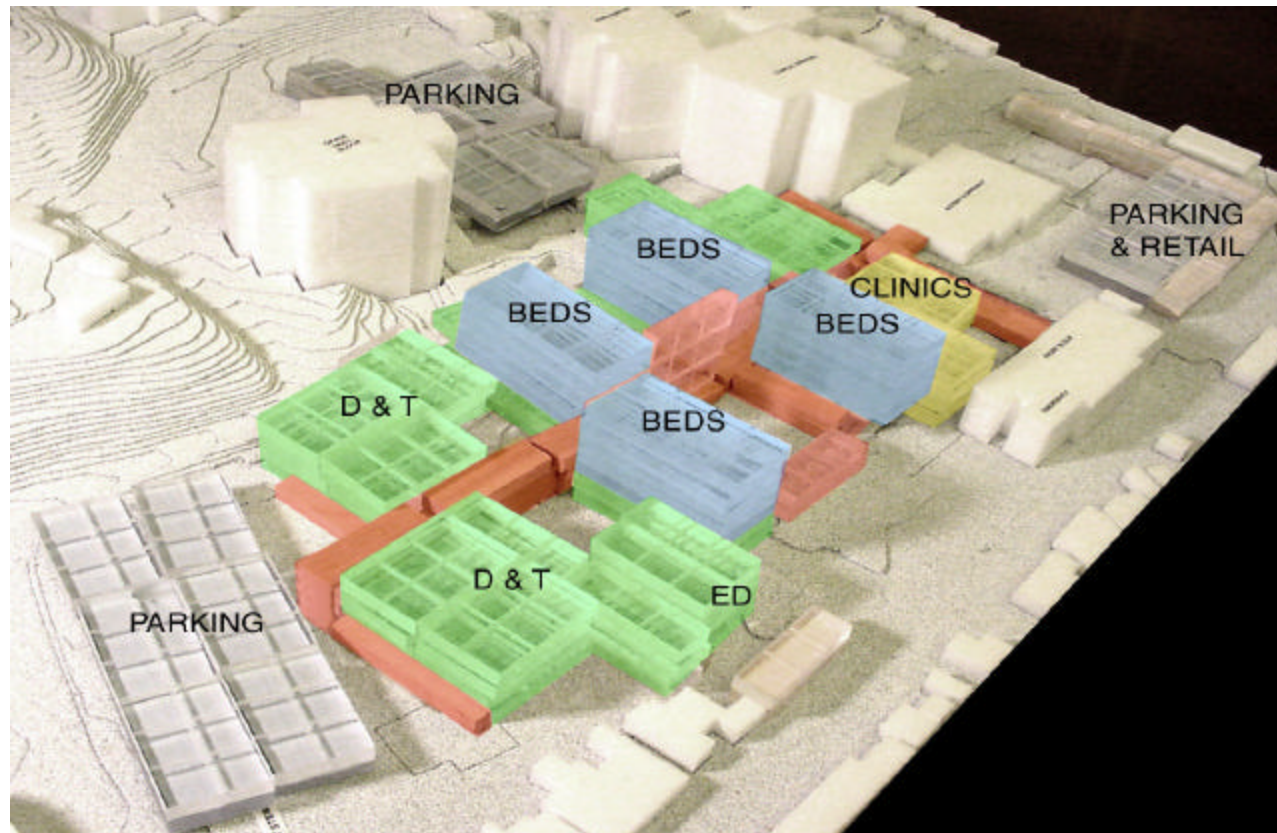 PARKING
PARKING
& RETAIL
BEDS
CLINICS
BEDS
BEDS
D & T
BEDS
D & T
ED
PARKING